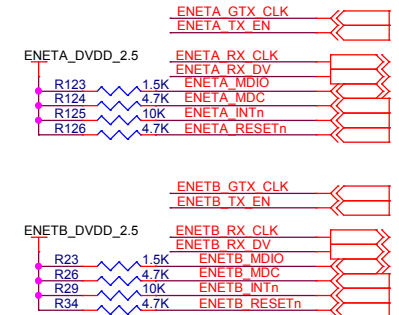 ENETA_GTX_CLK
ENETA_TX_EN
ENETA_DVDD_2.5 ENETA_RX_CLK
ENETA_RX_DV
R123 1.5K ENETA_MDIO
R124 4.7K ENETA_MDC
R125 10K ENETA_INTn
R126 4.7K ENETA_RESETn
ENETB_GTX_CLK
ENETB_TX_EN
ENETB_DVDD_2.5 ENETB_RX_CLK
ENETB_RX_DV
R23 1.5K ENETB_MDIO
R26 4.7K ENETB_MDC
R29 10K ENETB_INTn
R34 4.7K ENETB_RESETn